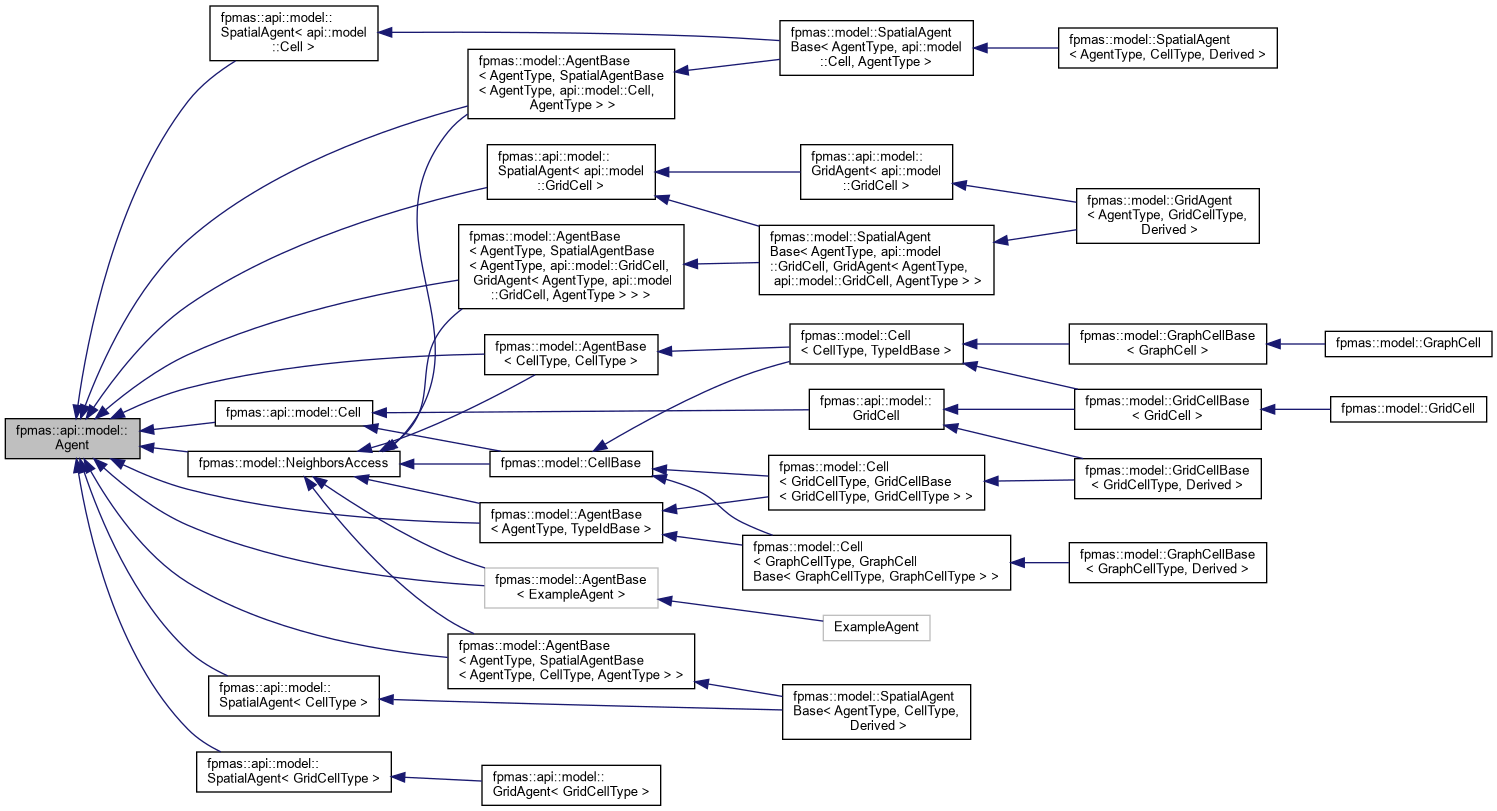 fpmas::api::model::
Agent
fpmas::api::model::
SpatialAgent< api::model
::Cell >
fpmas::model::AgentBase
< AgentType, SpatialAgentBase
< AgentType, api::model::Cell,
AgentType > >
fpmas::model::SpatialAgent
Base< AgentType, api::model
::Cell, AgentType >
fpmas::model::SpatialAgent
< AgentType, CellType, Derived >
fpmas::api::model::
SpatialAgent< api::model
::GridCell >
fpmas::api::model::
GridAgent< api::model
::GridCell >
fpmas::model::GridAgent
< AgentType, GridCellType,
Derived >
fpmas::model::AgentBase
< AgentType, SpatialAgentBase
< AgentType, api::model::GridCell,
GridAgent< AgentType, api::model
::GridCell, AgentType > > >
fpmas::model::SpatialAgent
Base< AgentType, api::model
::GridCell, GridAgent< AgentType,
api::model::GridCell, AgentType > >
fpmas::model::AgentBase
< CellType, CellType >
fpmas::model::Cell
< CellType, TypeIdBase >
fpmas::model::GraphCellBase
< GraphCell >
fpmas::model::GraphCell
fpmas::api::model::Cell
fpmas::api::model::
GridCell
fpmas::model::GridCellBase
< GridCell >
fpmas::model::GridCell
fpmas::model::NeighborsAccess
fpmas::model::CellBase
fpmas::model::Cell
< GridCellType, GridCellBase
< GridCellType, GridCellType > >
fpmas::model::GridCellBase
< GridCellType, Derived >
fpmas::model::AgentBase
< AgentType, TypeIdBase >
fpmas::model::Cell
< GraphCellType, GraphCell
Base< GraphCellType, GraphCellType > >
fpmas::model::GraphCellBase
< GraphCellType, Derived >
fpmas::model::AgentBase
< ExampleAgent >
ExampleAgent
fpmas::model::AgentBase
< AgentType, SpatialAgentBase
< AgentType, CellType, AgentType > >
fpmas::api::model::
SpatialAgent< CellType >
fpmas::model::SpatialAgent
Base< AgentType, CellType,
Derived >
fpmas::api::model::
SpatialAgent< GridCellType >
fpmas::api::model::
GridAgent< GridCellType >